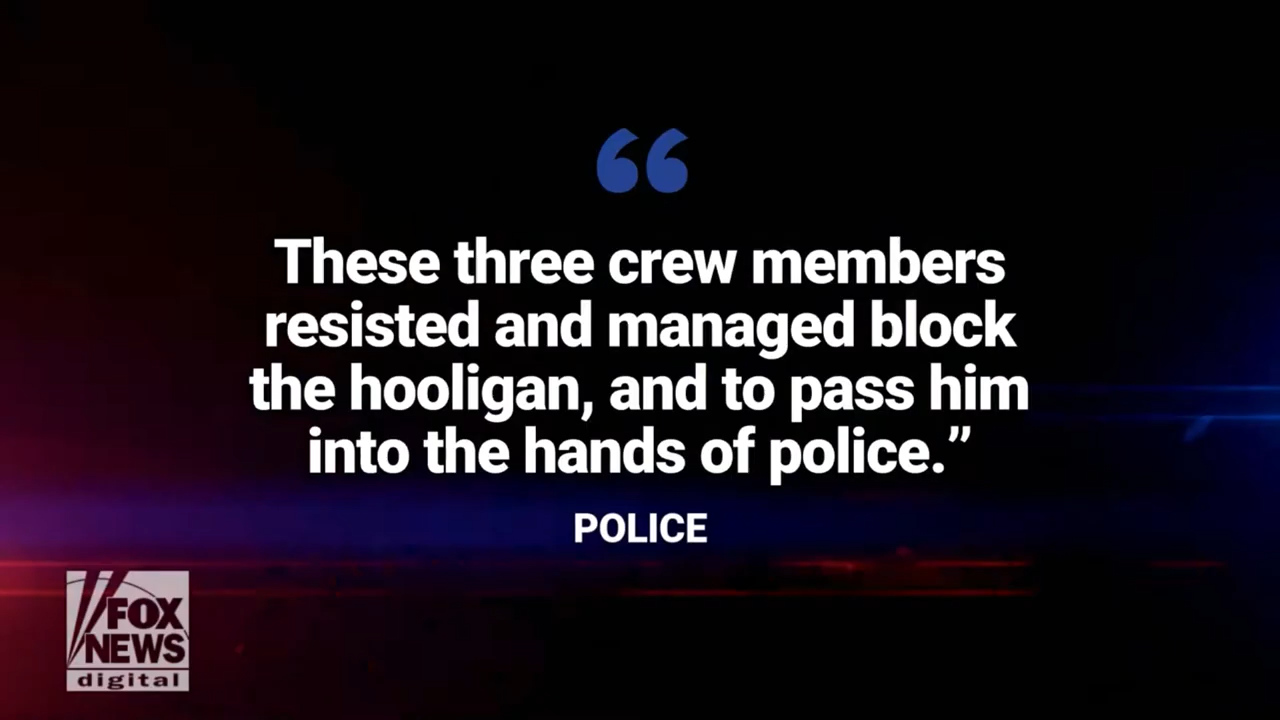 “
These three crew members
resisted and managed block
the hooligan, and to pass him
into the hands of police.”
POLICE
FOX
NEWS
digital